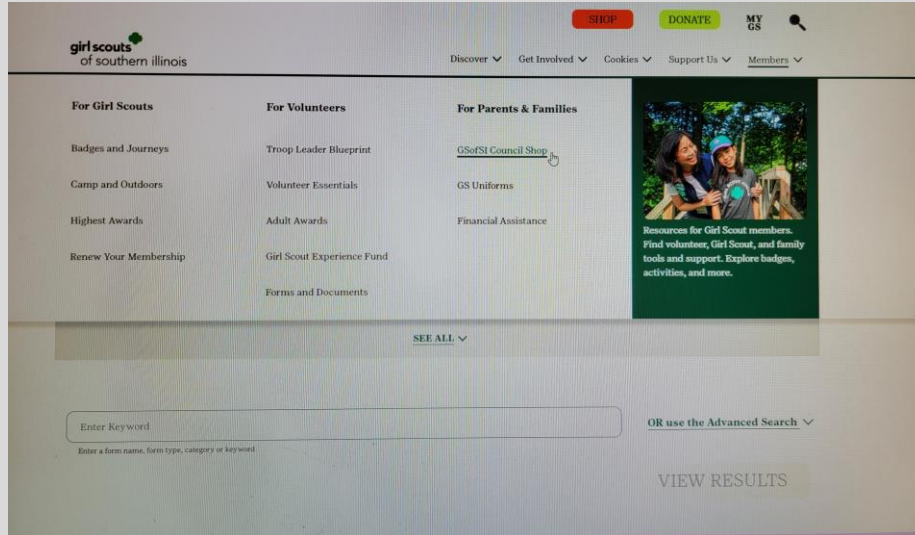 SHOP
DONATE
MY
GS
girl scouts
of southern illinois
Discover
Get Involved
Cookies
Support Us
Members
For Girl Scouts
Badges and Journeys
Camp and Outdoors
Highest Awards
Renew Your Membership
For Volunteers
Troop Leader Blueprint
Volunteer Essentials
Adult Awards
Girl Scout Experience Fund
Forms and Documents
For Parents & Families
GSofSI Council Shop
GS Uniforms
Financial Assistance
Resources for Girl Scout members.
Find volunteer, Girl Scout, and family
tools and support. Explore badges,
activities, and more.
SEE ALL
Enter Keyword
Enter a form name, form type, category or keyword
OR use the Advanced Search
VIEW RESULTS